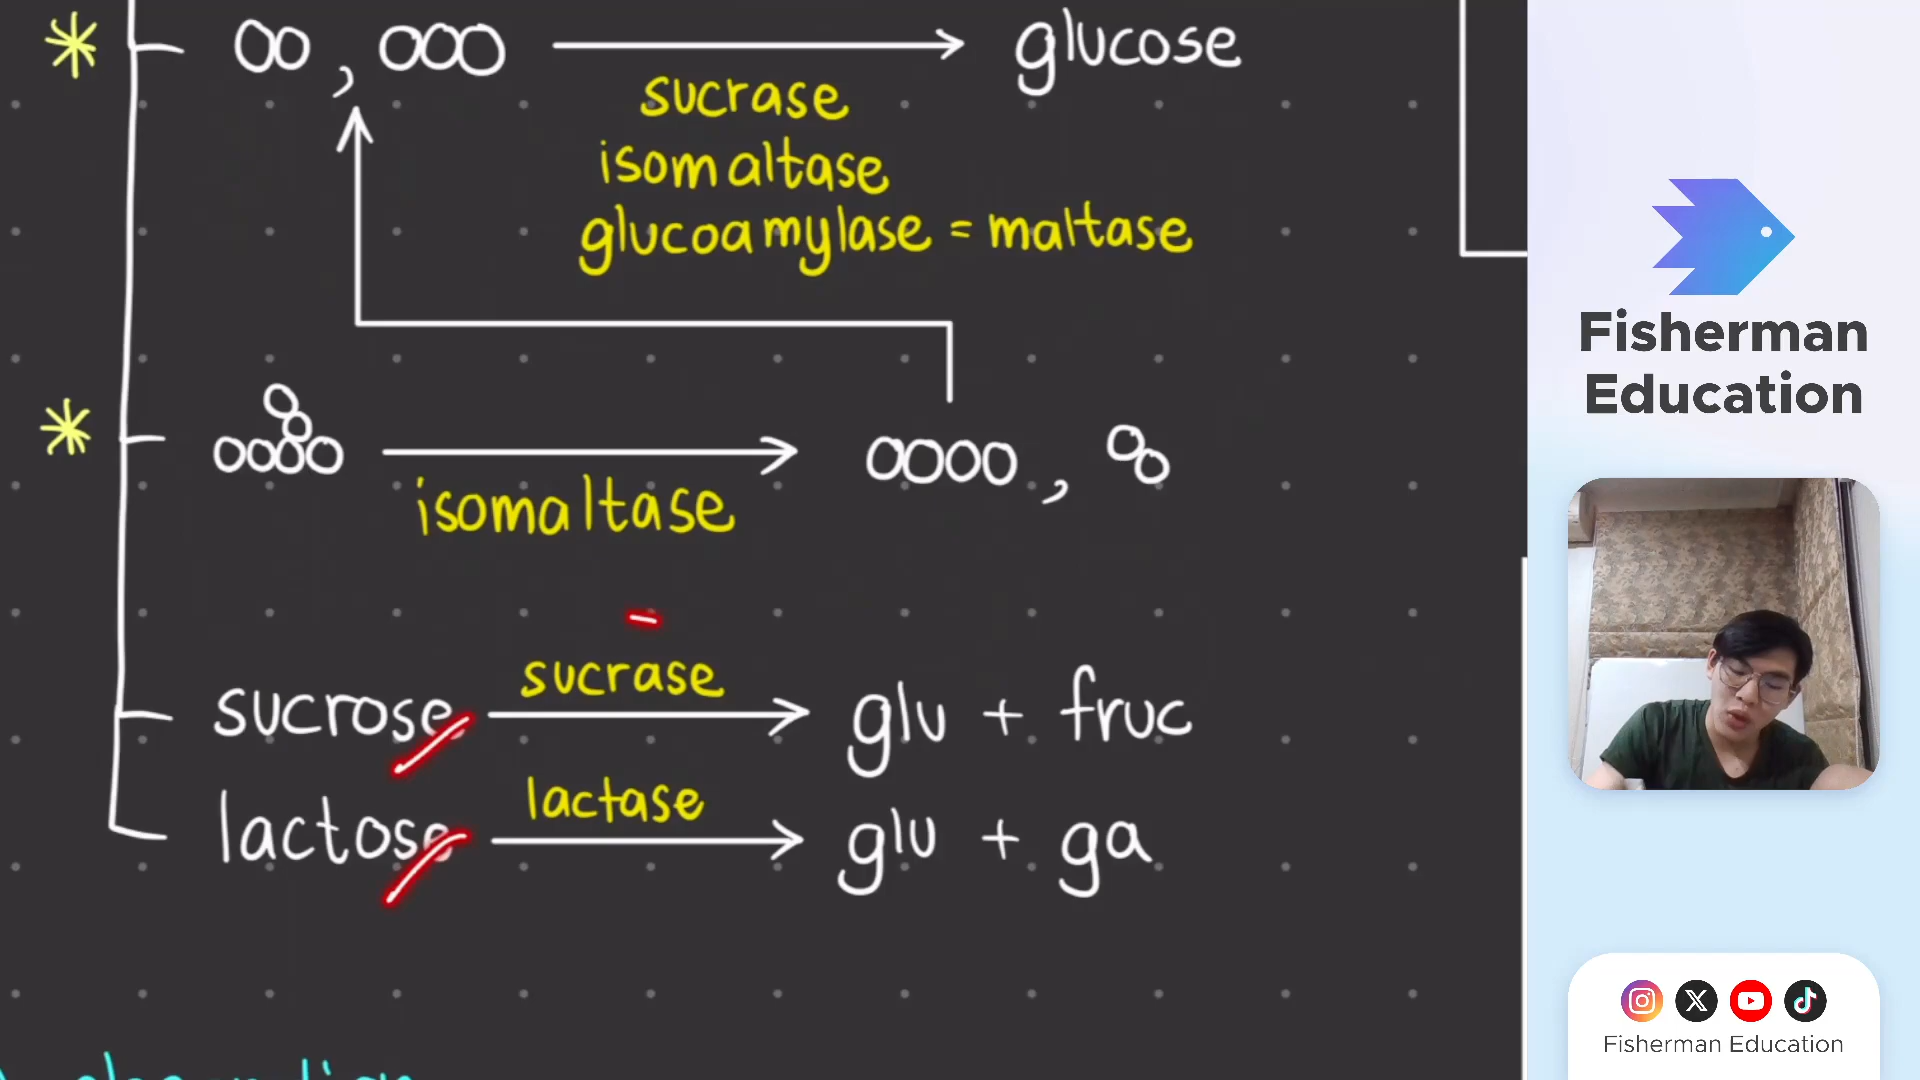 * OO , OOO → glucose
sucrase
isomaltase
glucoamylase = maltase
* → OOOO ,
isomaltase
sucrase
sucrose → glu + fruc
lactase
lactose → glu + ga
Fisherman
Education
Fisherman Education